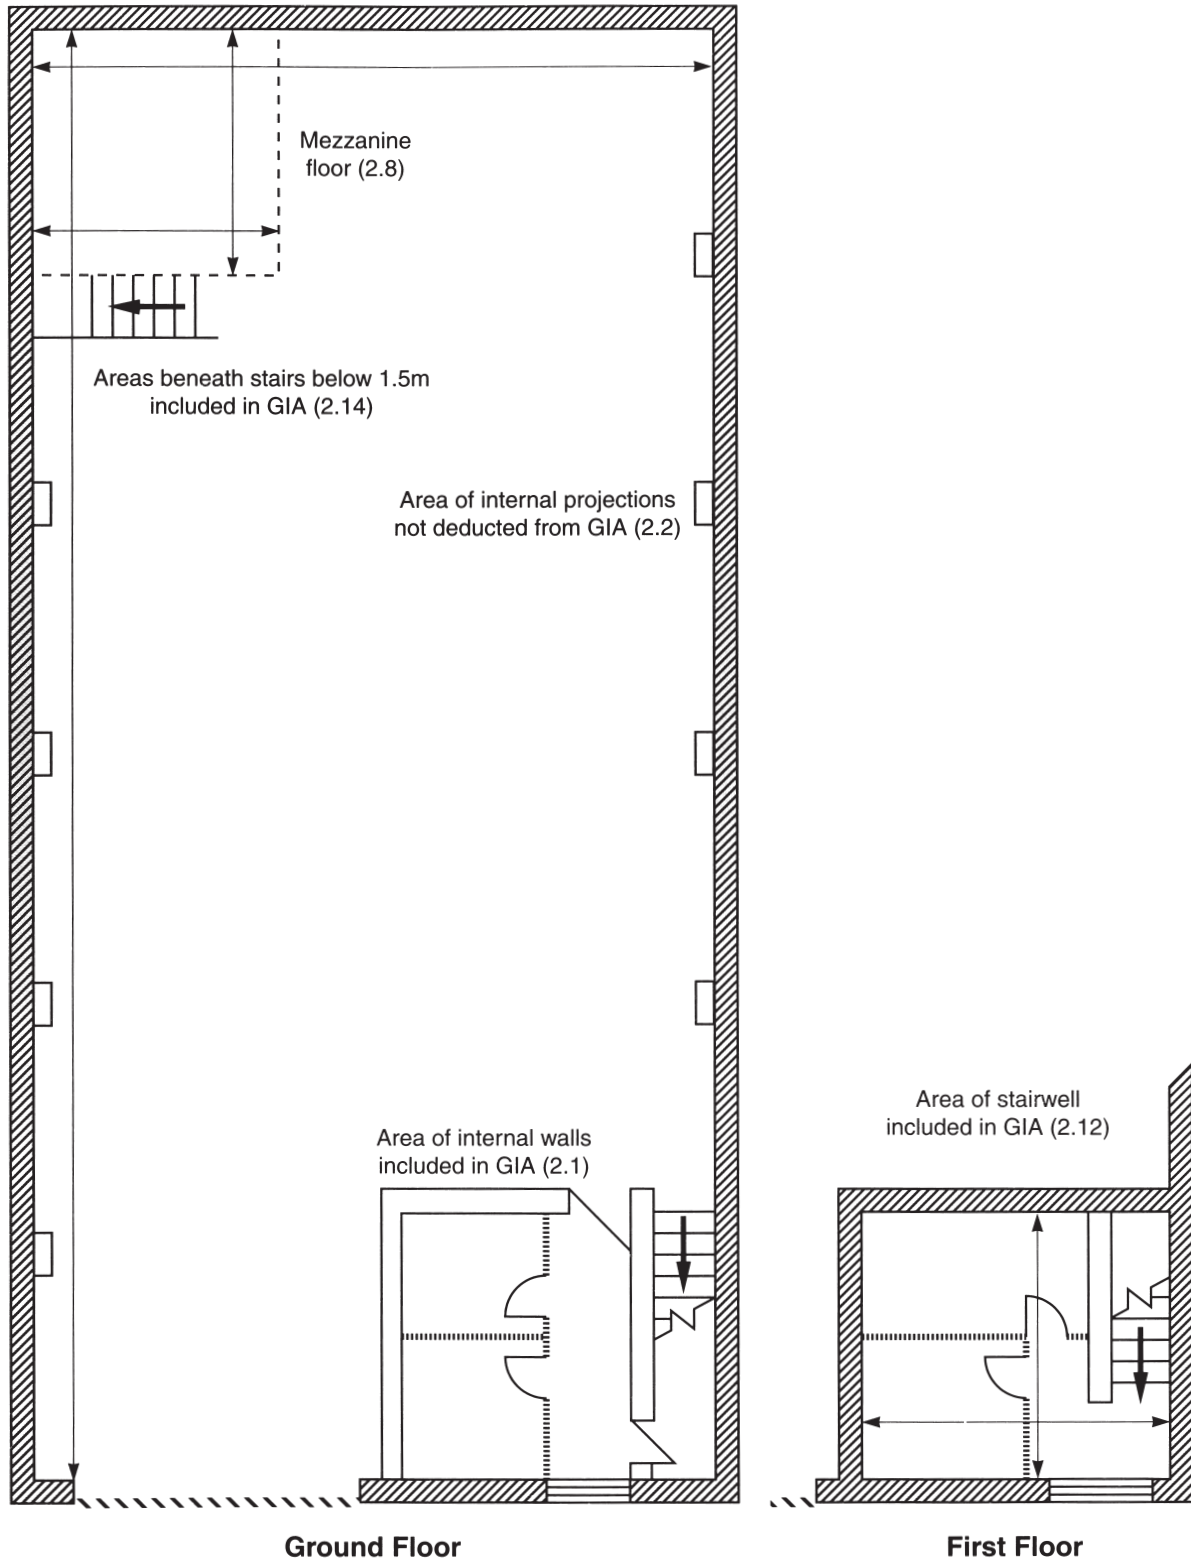 Mezzanine
floor (2.8)
Areas beneath stairs below 1.5m
included in GIA (2.14)
Area of internal projections
not deducted from GIA (2.2)
Area of internal walls
included in GIA (2.1)
Area of stairwell
included in GIA (2.12)
Ground Floor
First Floor